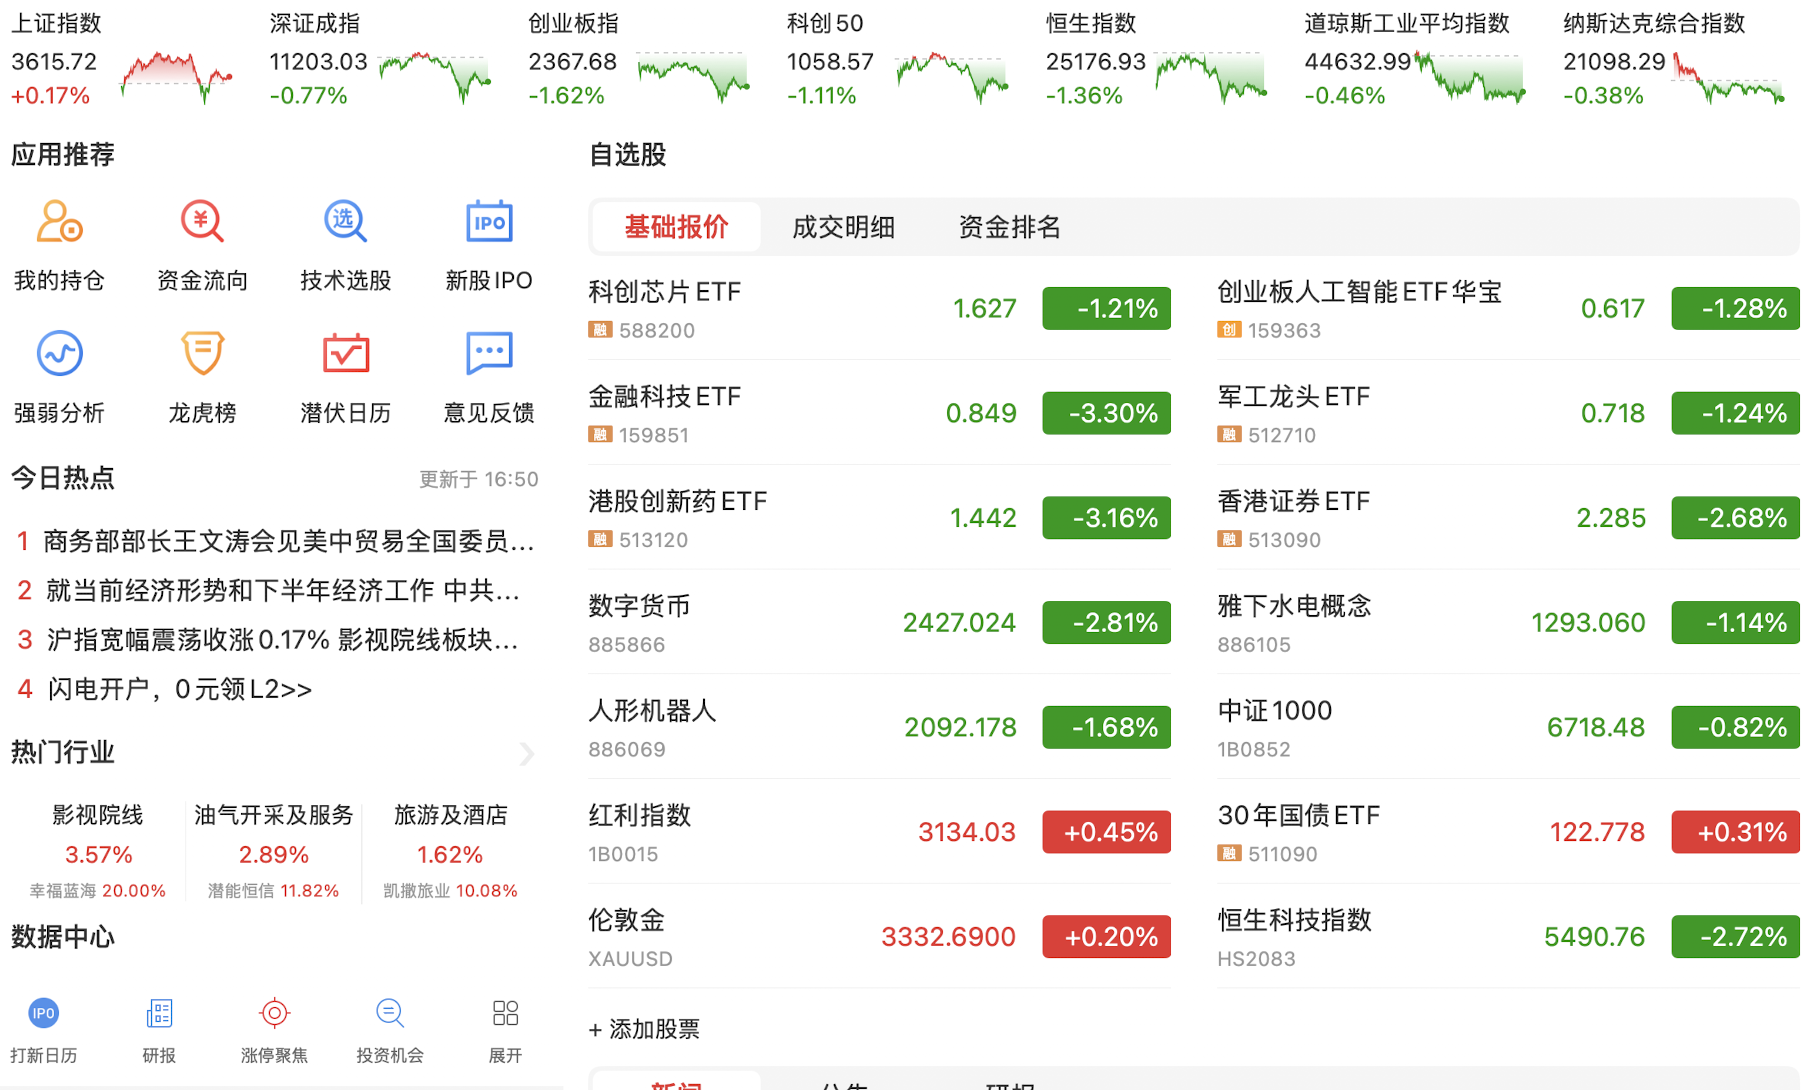 上证指数
3615.72
+0.17%
深证成指
11203.03
-0.77%
创业板指
2367.68
-1.62%
科创50
1058.57
-1.11%
恒生指数
25176.93
-1.36%
道琼斯工业平均指数
44632.99
-0.46%
纳斯达克综合指数
21098.29
-0.38%
应用推荐
我的持仓
资金流向
选
技术选股
IPO
新股IPO
强弱分析
龙虎榜
潜伏日历
意见反馈
今日热点
更新于 16:50
1 商务部部长王文涛会见美中贸易全国委员...
2 就当前经济形势和下半年经济工作 中共...
3 沪指宽幅震荡收涨0.17% 影视院线板块...
4 闪电开户，0元领L2>>
热门行业
影视院线
3.57%
幸福蓝海 20.00%
油气开采及服务
2.89%
潜能恒信 11.82%
旅游及酒店
1.62%
凯撒旅业 10.08%
数据中心
IPO
打新日历
研报
涨停聚焦
投资机会
展开
自选股
基础报价
成交明细
资金排名
科创芯片ETF
融 588200
1.627
-1.21%
创业板人工智能ETF华宝
创 159363
0.617
-1.28%
金融科技ETF
融 159851
0.849
-3.30%
军工龙头ETF
融 512710
0.718
-1.24%
港股创新药ETF
融 513120
1.442
-3.16%
香港证券ETF
融 513090
2.285
-2.68%
数字货币
885866
2427.024
-2.81%
雅下水电概念
886105
1293.060
-1.14%
人形机器人
886069
2092.178
-1.68%
中证1000
1B0852
6718.48
-0.82%
红利指数
1B0015
3134.03
+0.45%
30年国债ETF
融 511090
122.778
+0.31%
伦敦金
XAUUSD
3332.6900
+0.20%
恒生科技指数
HS2083
5490.76
-2.72%
+ 添加股票
新闻
公告
研报